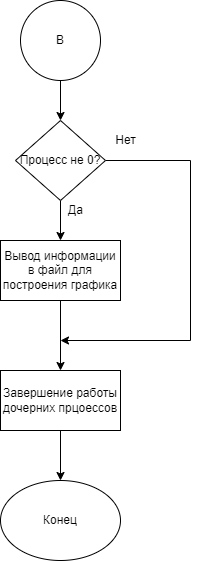 В
Процесс не 0?
Нет
Да
Вывод информации
в файл для
построения графика
Завершение работы
дочерних прцоессов
Конец